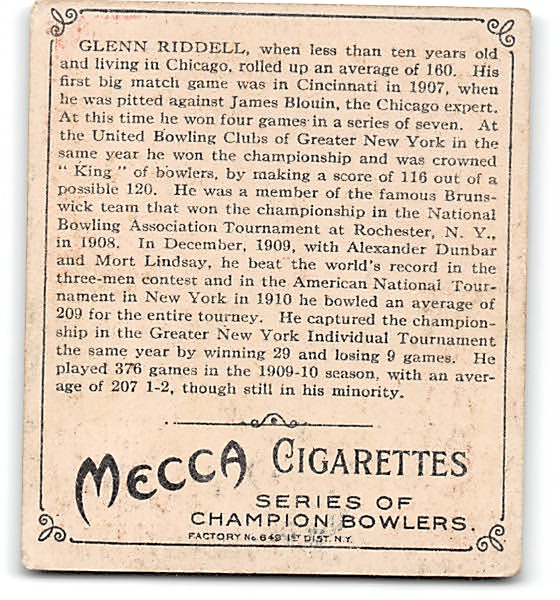 GLENN RIDDELL, when less than ten years old
and living in Chicago, rolled up an average of 160. His
first big match game was in Cincinnati in 1907, when
he was pitted against James Blouin, the Chicago expert.
At this time he won four games in a series of seven. At
the United Bowling Clubs of Greater New York in the
same year he won the championship and was crowned
" King " of bowlers, by making a score of 116 out of a
possible 120. He was a member of the famous Bruns-
wick team that won the championship in the National
Bowling Association Tournament at Rochester, N. Y.,
in 1908. In December, 1909, with Alexander Dunbar
and Mort Lindsay, he beat the world's record in the
three-men contest and in the American National Tour-
nament in New York in 1910 he bowled an average of
209 for the entire tourney. He captured the champion-
ship in the Greater New York Individual Tournament
the same year by winning 29 and losing 9 games. He
played 376 games in the 1909-10 season, with an aver-
age of 207 1-2, though still in his minority.
MECCA CIGARETTES
SERIES OF
CHAMPION BOWLERS.
FACTORY No. 649 1ST DIST. N.Y.